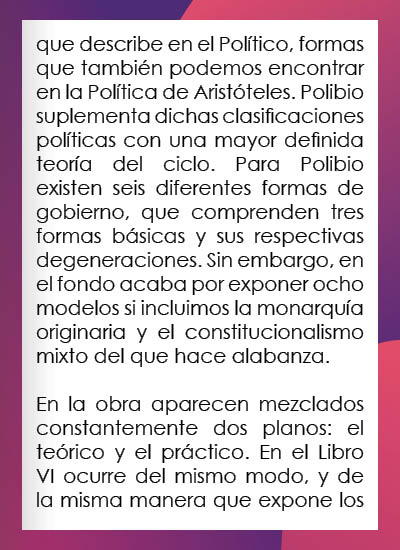 que describe en el Político, formas
que también podemos encontrar
en la Política de Aristóteles. Polibio
suplementa dichas clasificaciones
políticas con una mayor definida
teoría del ciclo. Para Polibio
existen seis diferentes formas de
gobierno, que comprenden tres
formas básicas y sus respectivas
degeneraciones. Sin embargo, en
el fondo acaba por exponer ocho
modelos si incluimos la monarquía
originaria y el constitucionalismo
mixto del que hace alabanza.

En la obra aparecen mezclados
constantemente dos planos: el
teórico y el práctico. En el Libro
VI ocurre del mismo modo, y de
la misma manera que expone los